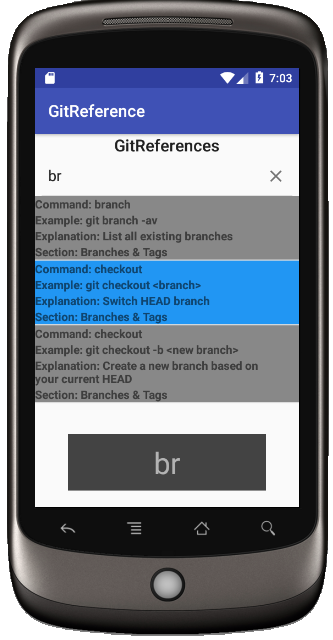 7:03
GitReference
GitReferences
br
Command: branch
Example: git branch -av
Explanation: List all existing branches
Section: Branches & Tags
Command: checkout
Example: git checkout <branch>
Explanation: Switch HEAD branch
Section: Branches & Tags
Command: checkout
Example: git checkout -b <new branch>
Explanation: Create a new branch based on
your current HEAD
Section: Branches & Tags
br